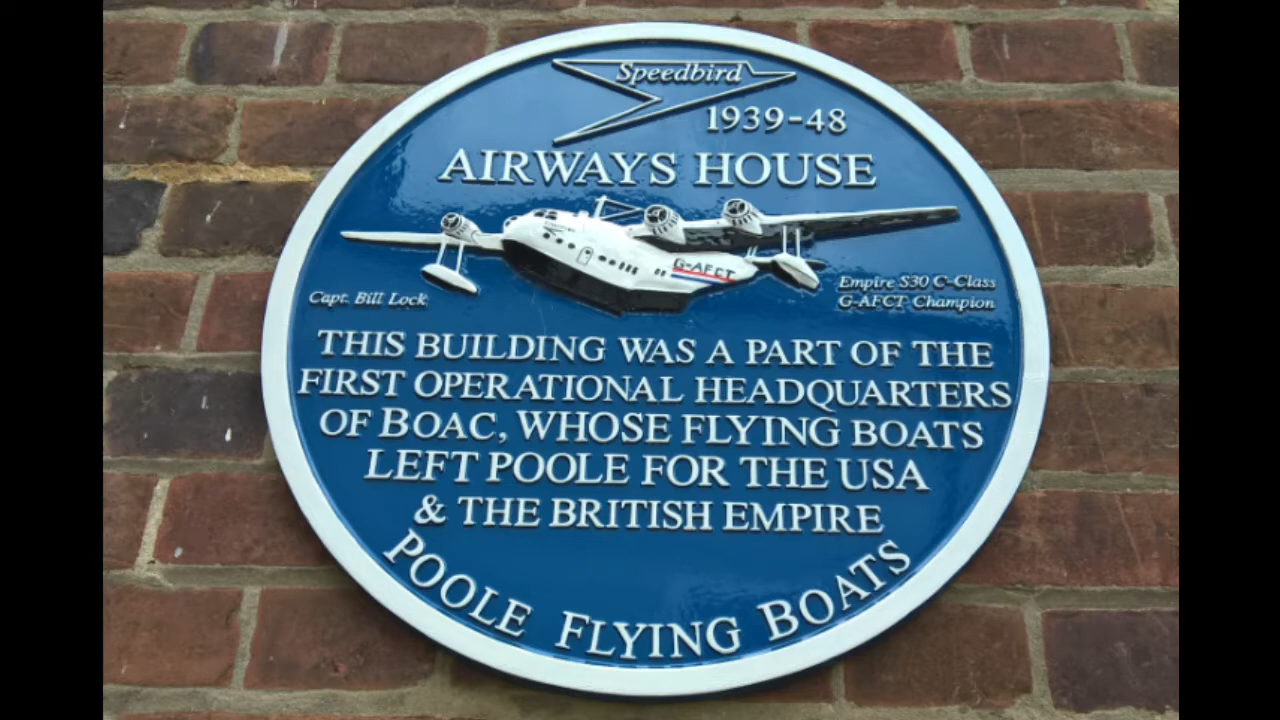 Speedbird
1939-48
AIRWAYS HOUSE
G-AFCT
Capt. Bill Lock
Empire S30 C-Class
G-AFCT Champion
THIS BUILDING WAS A PART OF THE
FIRST OPERATIONAL HEADQUARTERS
OF BOAC, WHOSE FLYING BOATS
LEFT POOLE FOR THE USA
& THE BRITISH EMPIRE
POOLE FLYING BOATS